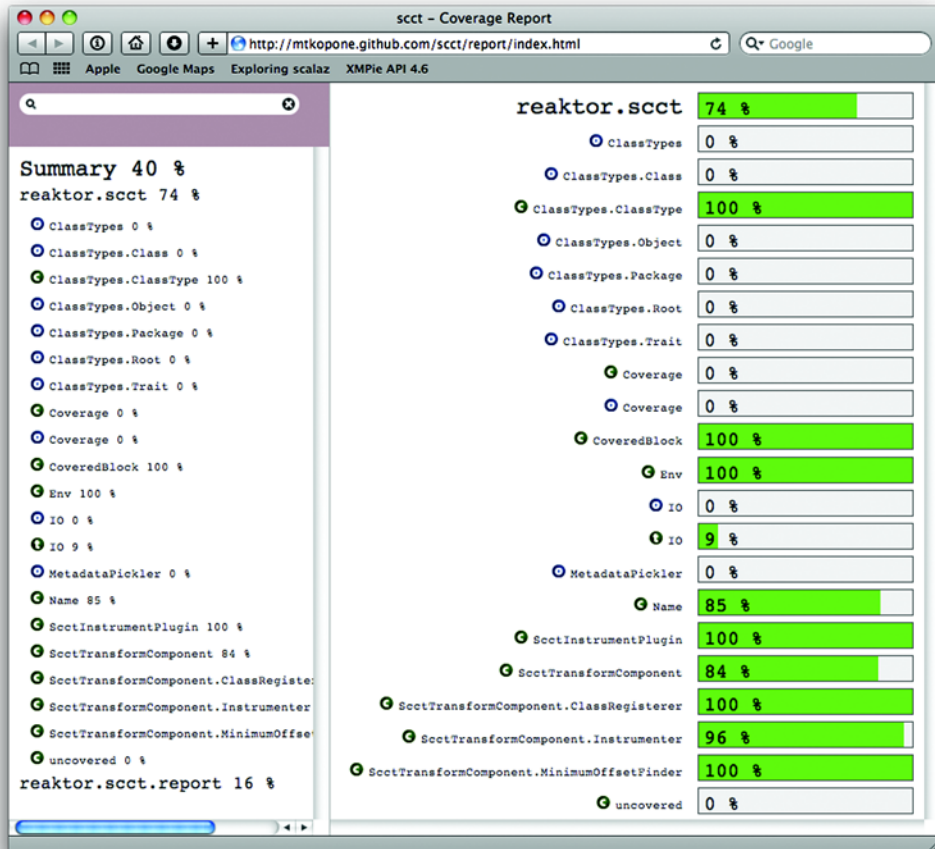 scct – Coverage Report
http://mtkopone.github.com/scct/report/index.html
Google
Apple Google Maps Exploring scalaz XMPie API 4.6
Summary 40 %
reaktor.scct 74 %
ClassTypes 0 %
ClassTypes.Class 0 %
ClassTypes.ClassType 100 %
ClassTypes.Object 0 %
ClassTypes.Package 0 %
ClassTypes.Root 0 %
ClassTypes.Trait 0 %
Coverage 0 %
Coverage 0 %
CoveredBlock 100 %
Env 100 %
IO 0 %
IO 9 %
MetadataPickler 0 %
Name 85 %
ScctInstrumentPlugin 100 %
ScctTransformComponent 84 %
ScctTransformComponent.ClassRegiste
ScctTransformComponent.Instrumenter
ScctTransformComponent.MinimumOffset
uncovered 0 %
reaktor.scct.report 16 %
reaktor.scct 74 %
ClassTypes 0 %
ClassTypes.Class 0 %
ClassTypes.ClassType 100 %
ClassTypes.Object 0 %
ClassTypes.Package 0 %
ClassTypes.Root 0 %
ClassTypes.Trait 0 %
Coverage 0 %
Coverage 0 %
CoveredBlock 100 %
Env 100 %
IO 0 %
IO 9 %
MetadataPickler 0 %
Name 85 %
ScctInstrumentPlugin 100 %
ScctTransformComponent 84 %
ScctTransformComponent.ClassRegisterer 100 %
ScctTransformComponent.Instrumenter 96 %
ScctTransformComponent.MinimumOffsetFinder 100 %
uncovered 0 %